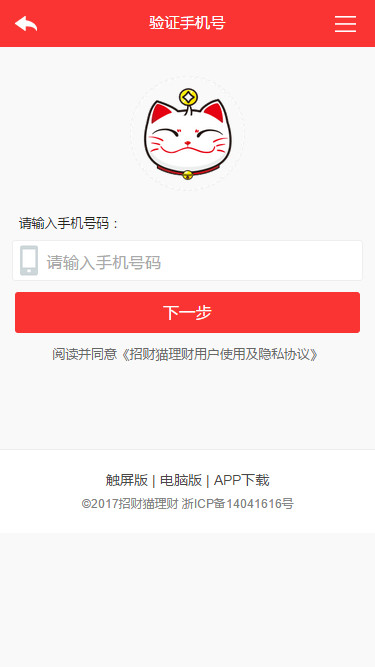 验证手机号
请输入手机号码：
请输入手机号码
下一步
阅读并同意《招财猫理财用户使用及隐私协议》
触屏版 | 电脑版 | APP下载
©2017招财猫理财 浙ICP备14041616号